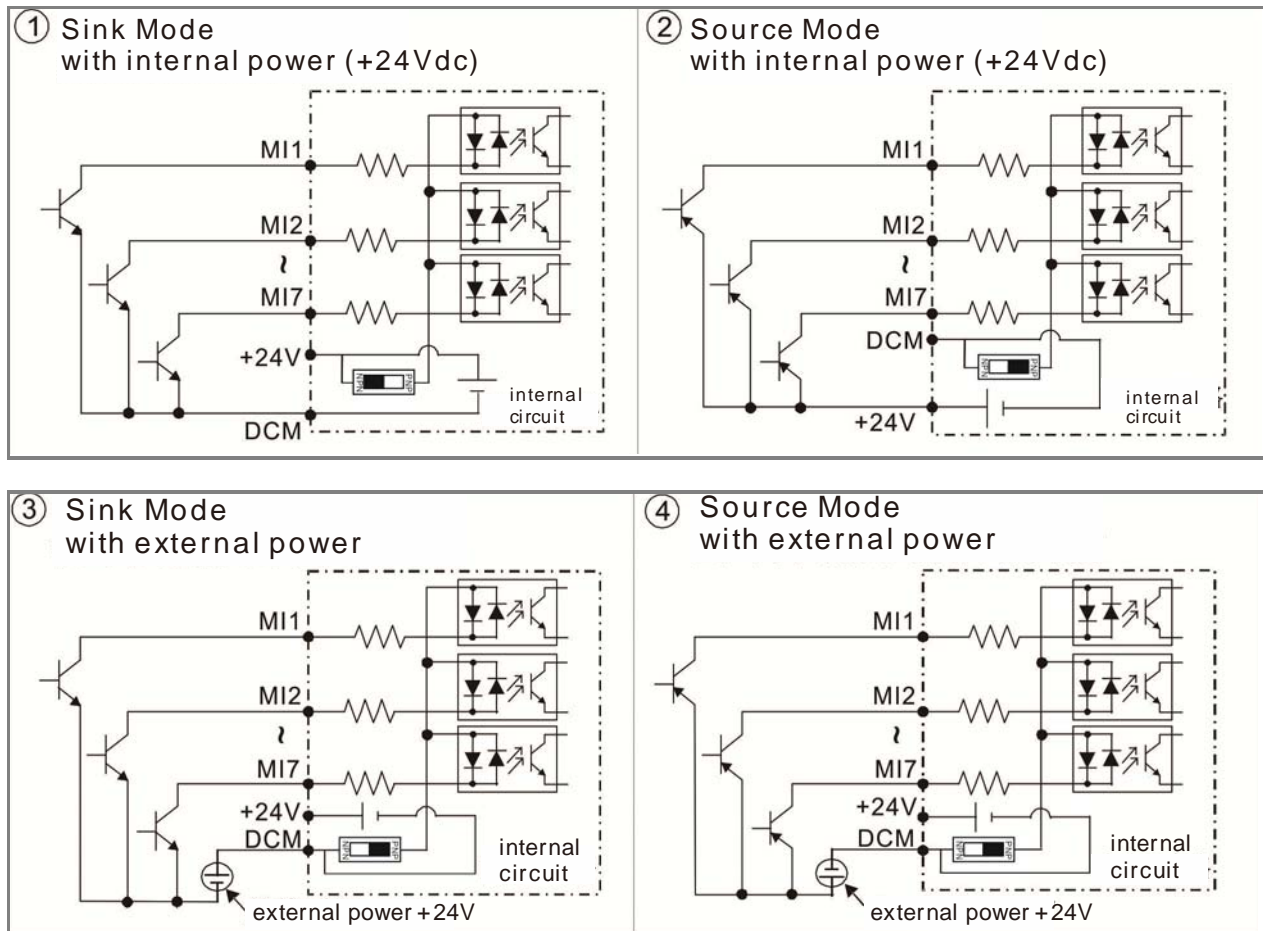 ① Sink Mode
with internal power (+24Vdc)
MI1
MI2
~
MI7
+24V
NPN
PNP
internal
circuit
DCM
② Source Mode
with internal power (+24Vdc)
MI1
MI2
~
MI7
DCM
NPN
PNP
internal
circuit
+24V
③ Sink Mode
with external power
MI1
MI2
~
MI7
+24V
DCM
NPN
PNP
internal
circuit
external power +24V
④ Source Mode
with external power
MI1
MI2
~
MI7
+24V
DCM
NPN
PNP
internal
circuit
external power +24V